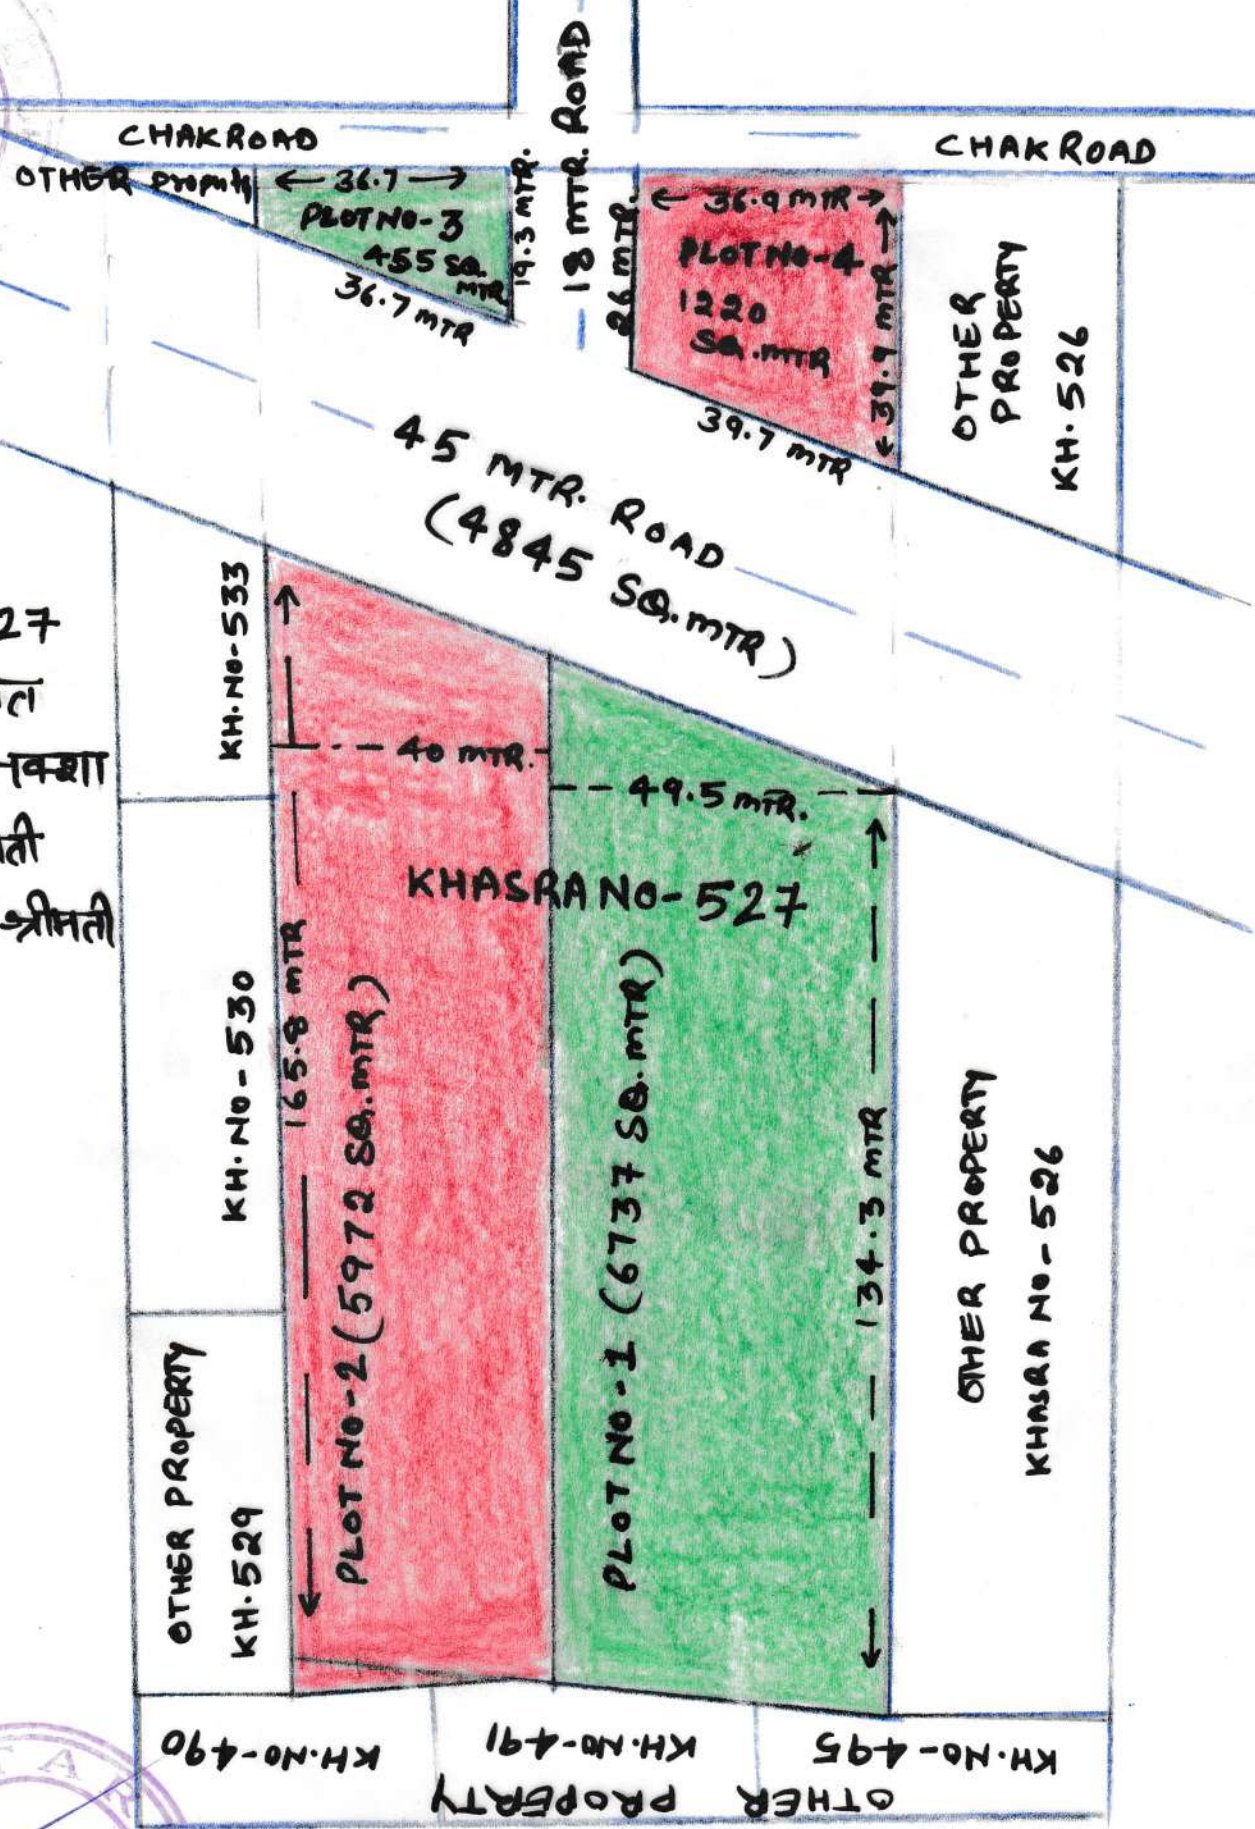 18 MTR. ROAD
CHAKROAD
CHAK ROAD
OTHER Property
36.7
PLOT NO-3
455 SQ.
MTR
36.7 MTR
19.3 MTR.
26 MTR.
36.9 MTR
PLOT NO-4
1220
SQ.MTR
39.9 MTR
39.7 MTR
OTHER
PROPERTY
KH.526
45 MTR. ROAD
(4845 SQ.MTR)
27
नक्शा
श्रीमती
KH.NO-533
40 MTR.
49.5 MTR.
KHASRA NO-527
165.8 MTR
PLOT NO-2 (5972 SQ.MTR)
PLOT NO-1 (6737 SQ.MTR)
134.3 MTR
KH.NO-530
OTHER PROPERTY
KH.529
OTHER PROPERTY
KHASRA NO-526
KH.NO-490
KH.NO-491
KH.NO-495
OTHER PROPERTY